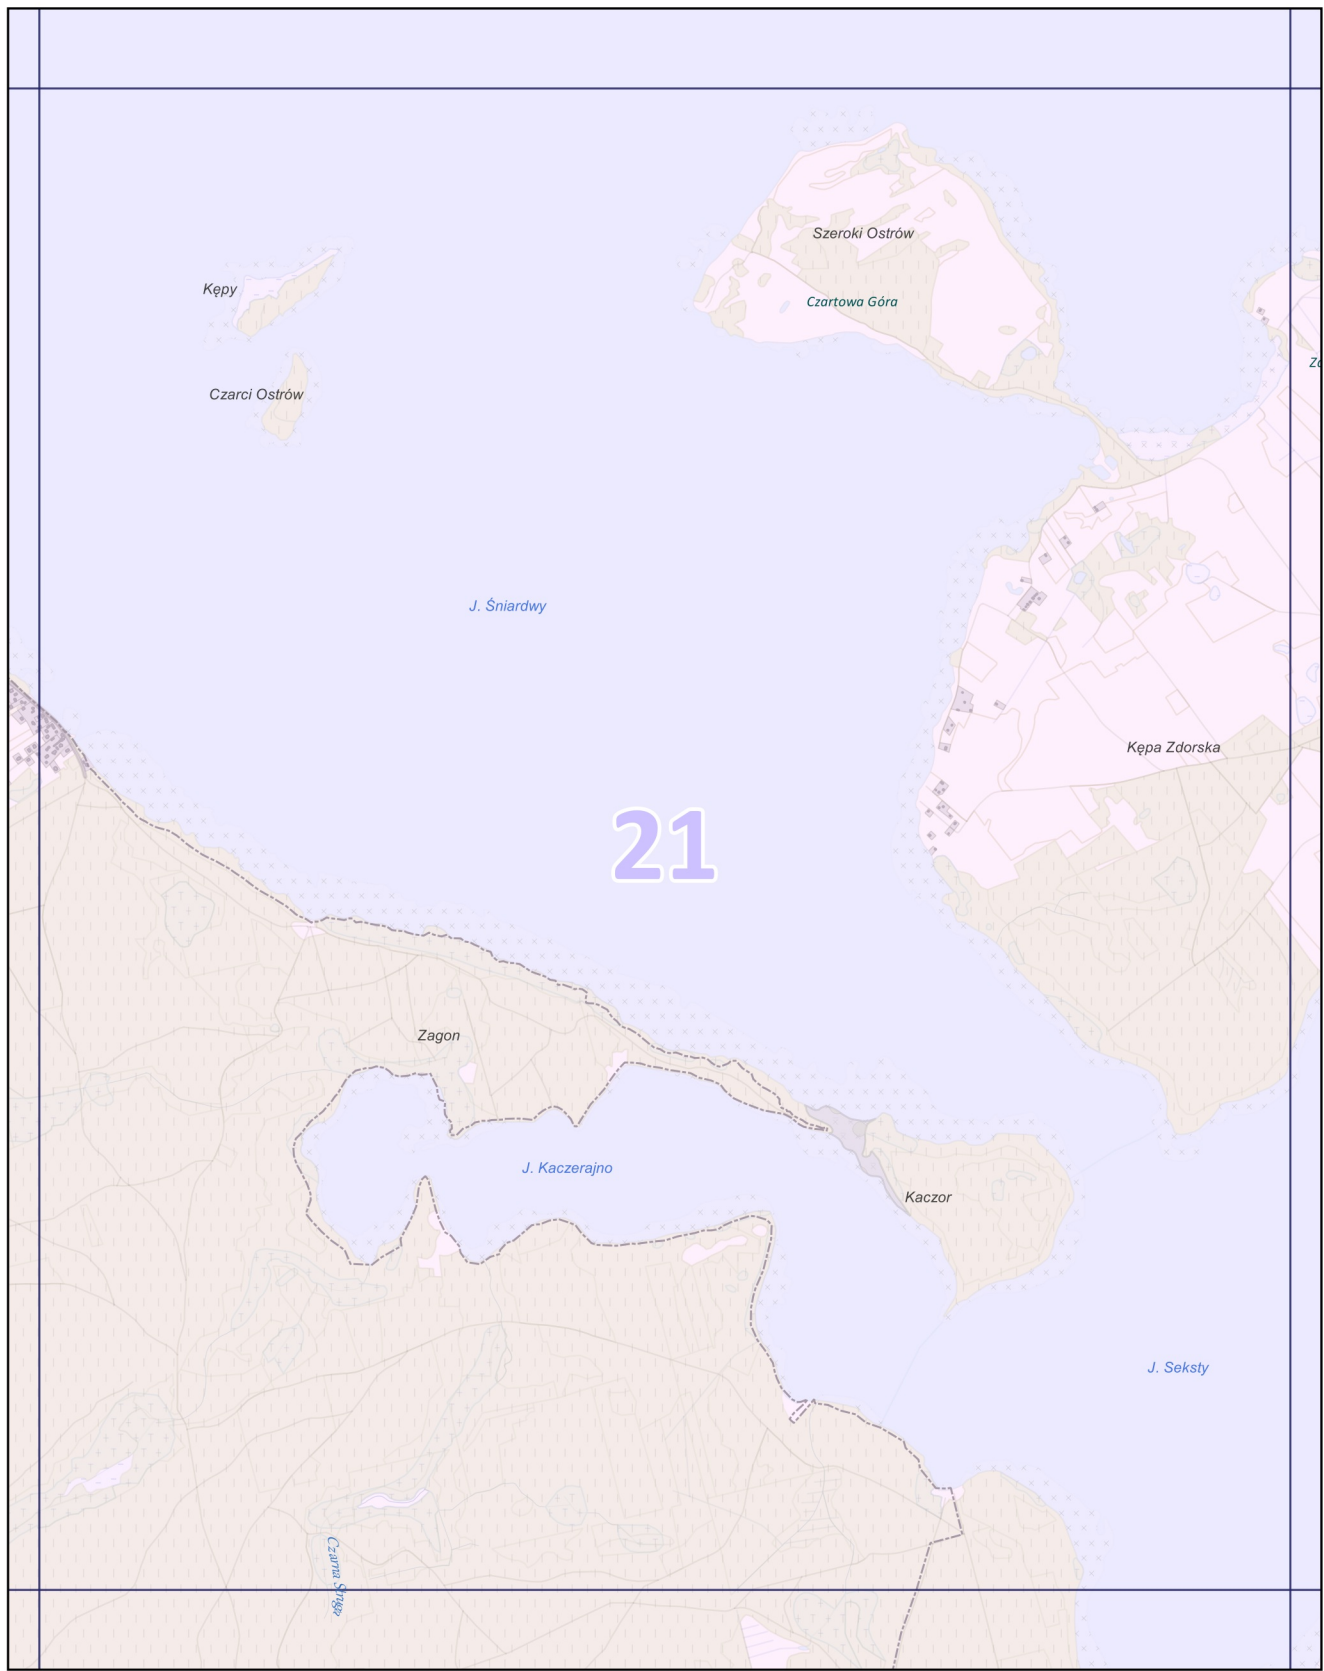 Szeroki Ostrów
Kępy
Czartowa Góra
Czarci Ostrów
J. Śniardwy
Kępa Zdorska
21
Zagon
J. Kaczerajno
Kaczor
J. Seksty
Czarna Struga